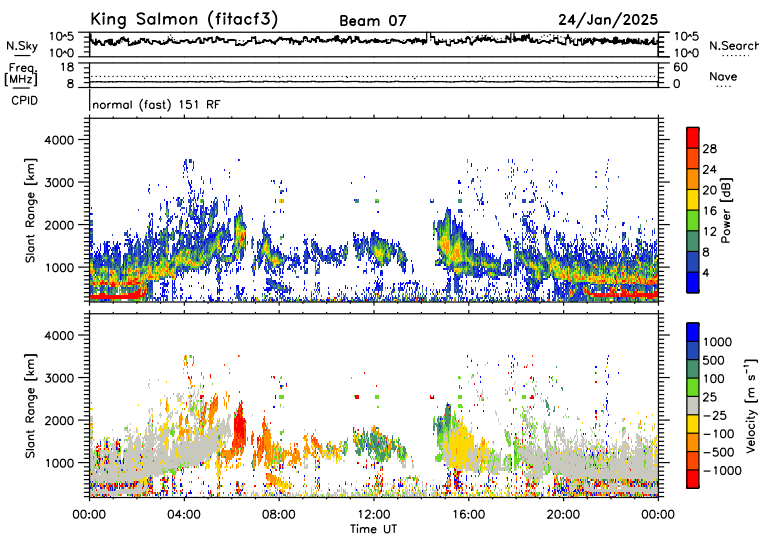 King Salmon (fitacf3) Beam 07 24/Jan/2025
N.Sky 10^5 10^0 10^5 10^0 N.Search
Freq. [MHz] 18 8 60 0 Nave
CPID normal (fast) 151 RF
Slant Range [km]
4000
3000
2000
1000
28
24
20
16
12
8
4
Power [dB]
Slant Range [km]
4000
3000
2000
1000
1000
500
100
25
-25
-100
-500
-1000
Velocity [m s^-1]
00:00 04:00 08:00 12:00 16:00 20:00 00:00
Time UT